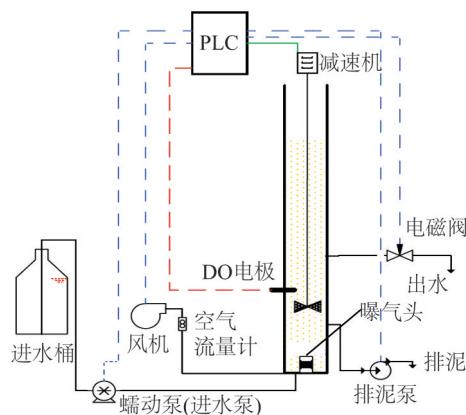 PLC
减速机
电磁阀
DO电极
出水
空气
流量计
曝气头
进水桶
风机
排泥
排泥泵
蠕动泵(进水泵)